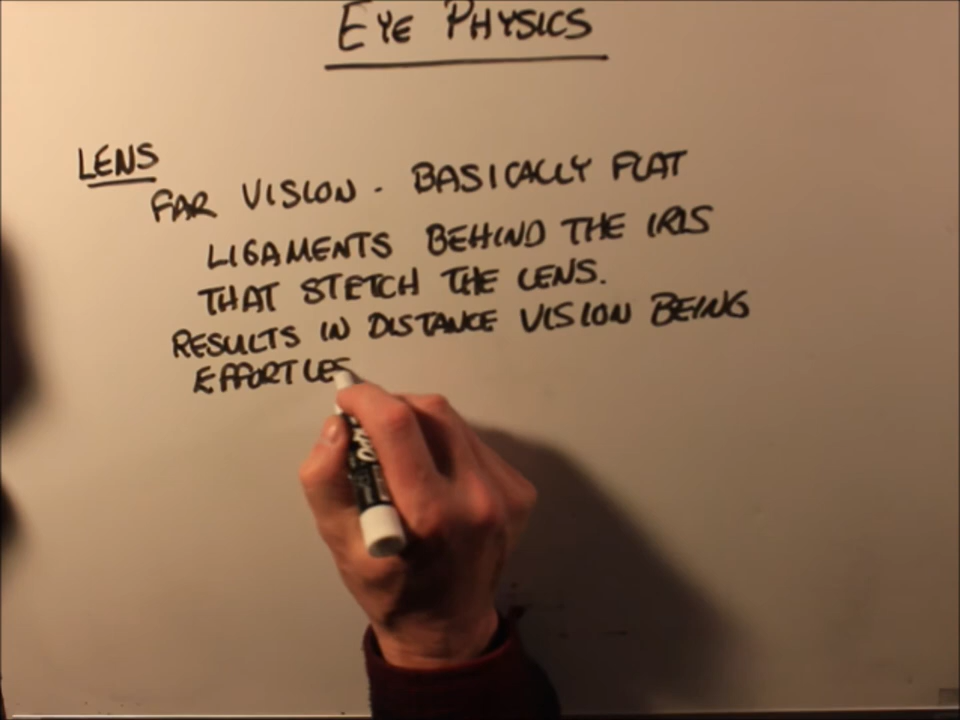 EYE PHYSICS
LENS
FAR VISION - BASICALLY FLAT
LIGAMENTS BEHIND THE IRIS
THAT STETCH THE LENS.
RESULTS IN DISTANCE VISION BEING
EFFORTLES